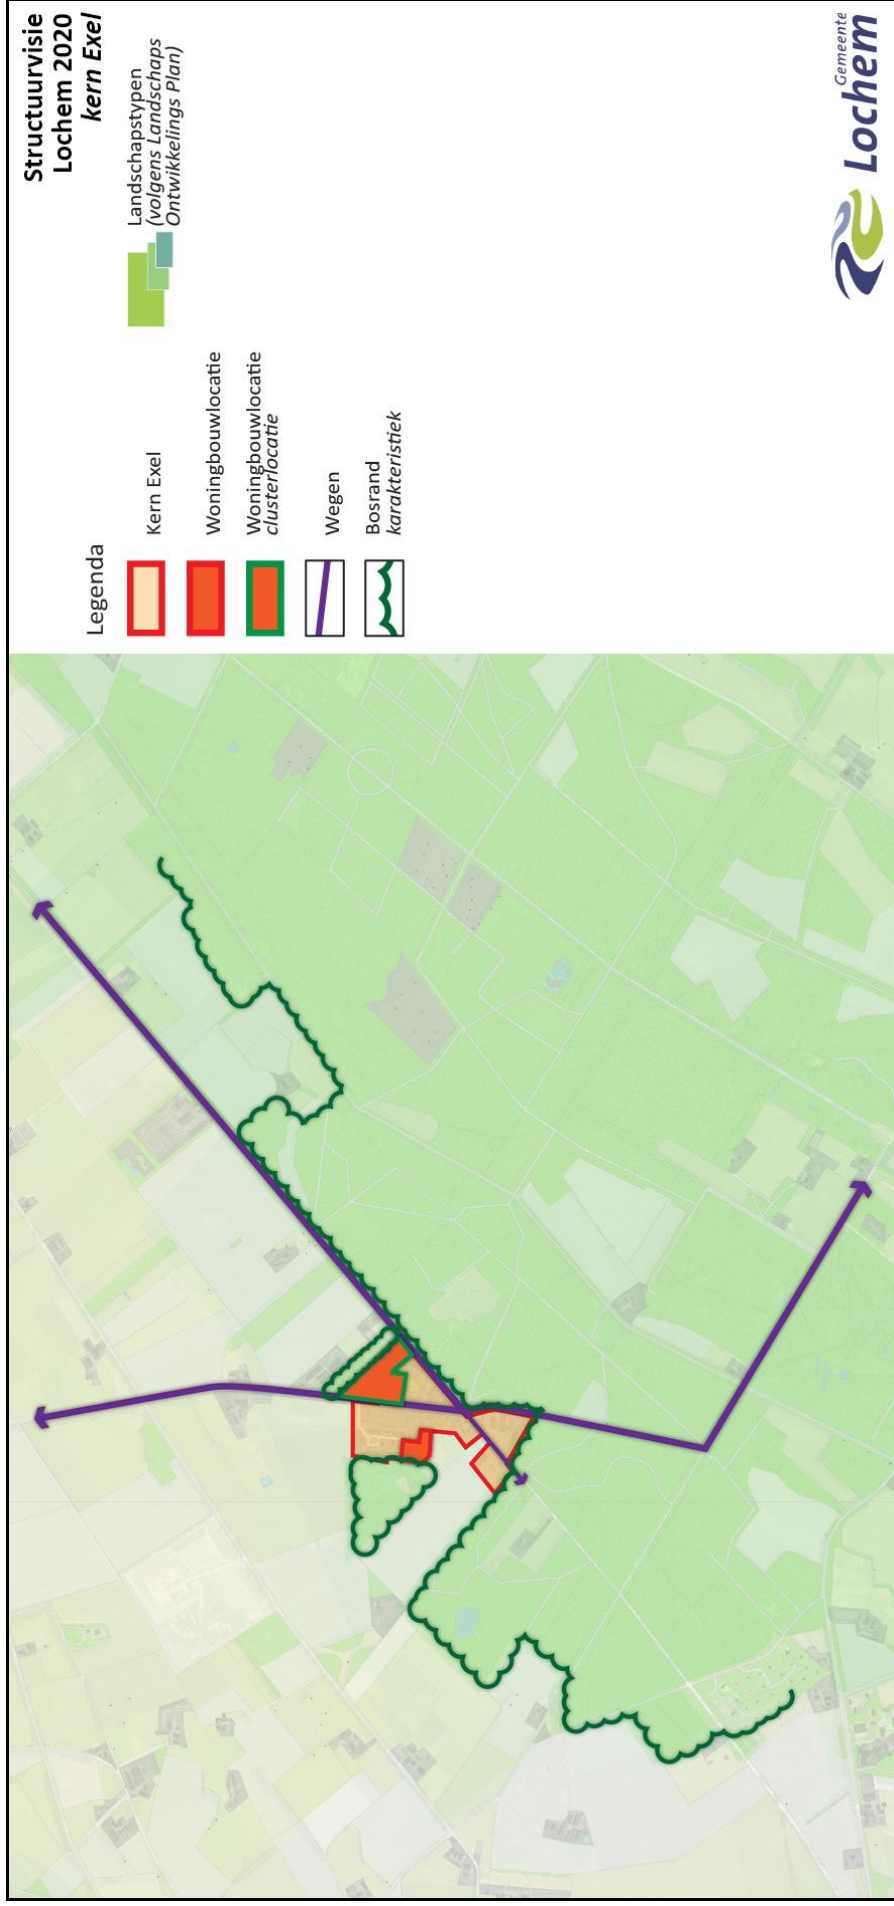 Structuurvisie
Lochem 2020
kern Exel
Legenda
Kern Exel
Woningbouwlocatie
Woningbouwlocatie
clusterlocatie
Wegen
Bosrand
karakteristiek
Landschapstypen
(volgens Landschaps
Ontwikkelings Plan)
Gemeente
Lochem